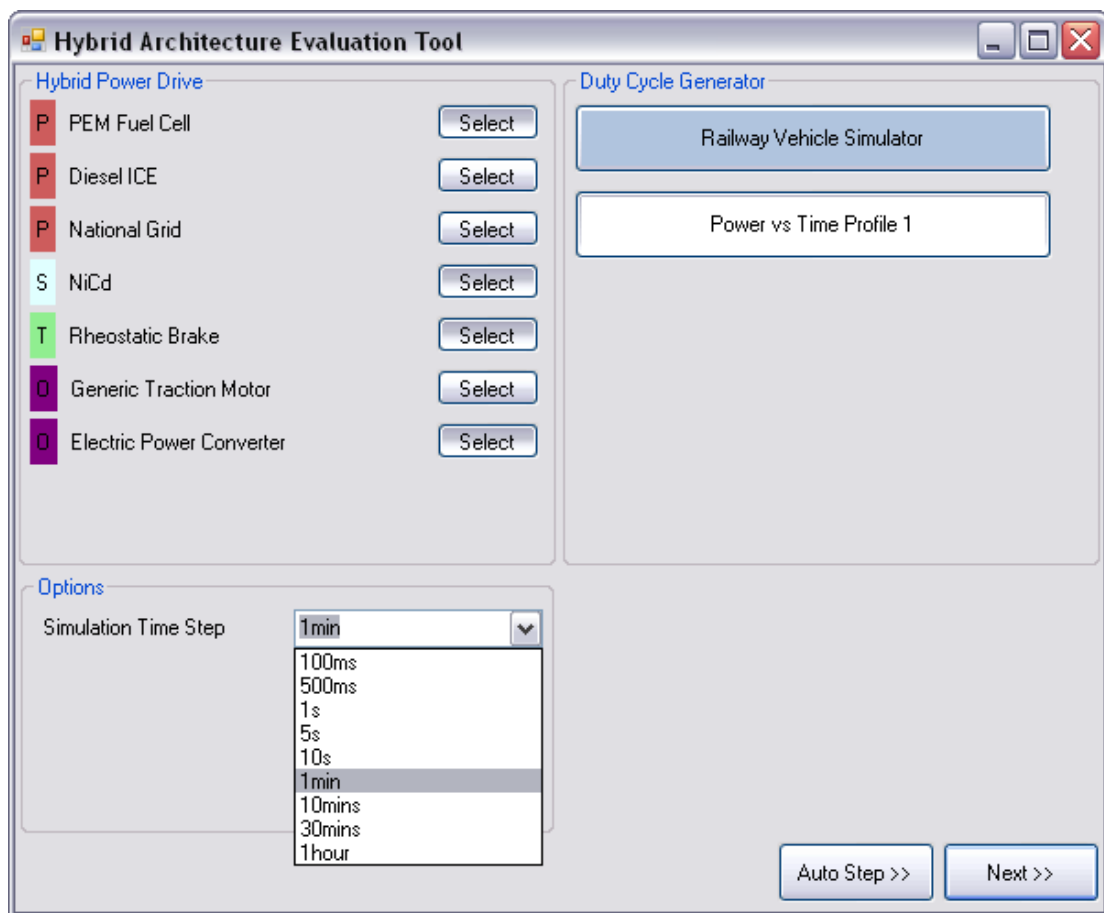 Hybrid Architecture Evaluation Tool
Hybrid Power Drive
P PEM Fuel Cell Select
P Diesel ICE Select
P National Grid Select
S NiCd Select
T Rheostatic Brake Select
O Generic Traction Motor Select
O Electric Power Converter Select
Duty Cycle Generator
Railway Vehicle Simulator
Power vs Time Profile 1
Options
Simulation Time Step 1min
100ms
500ms
1s
5s
10s
1min
10mins
30mins
1hour
Auto Step >> Next >>